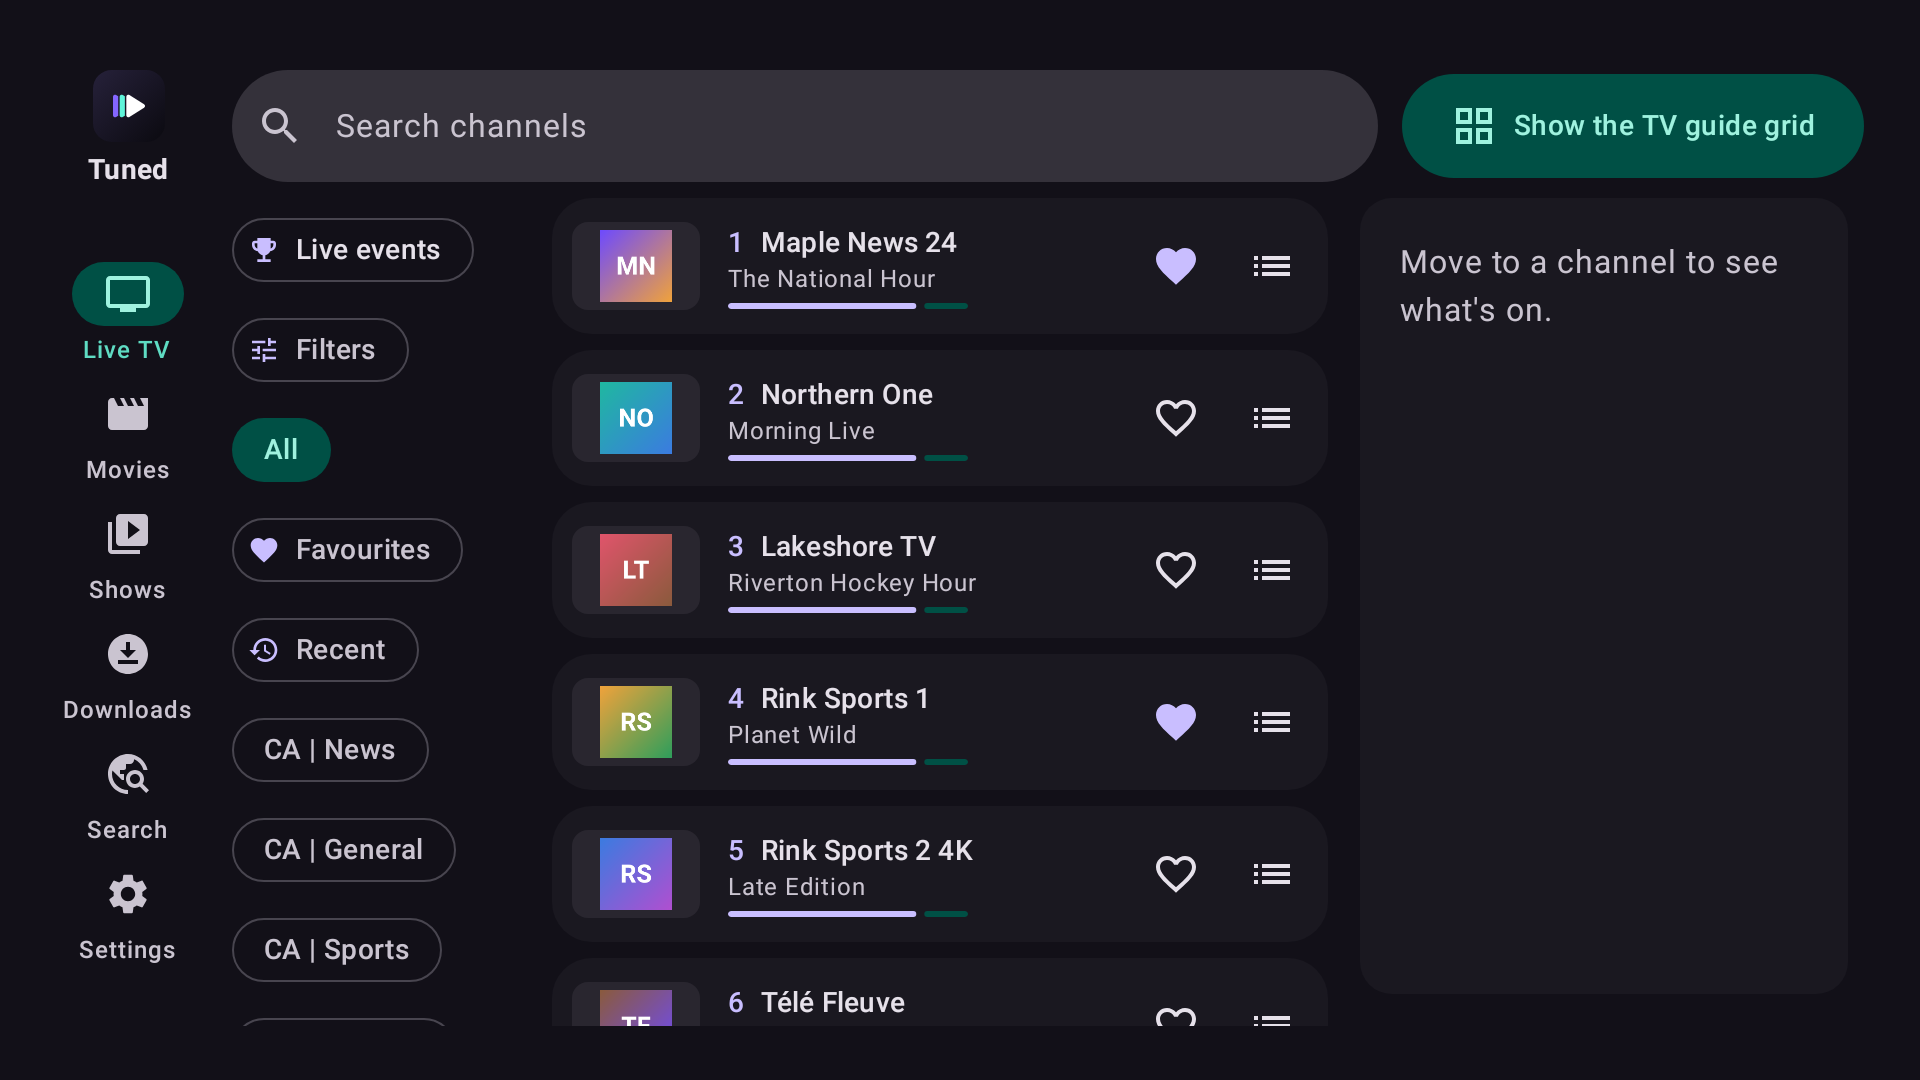 Tuned
Search channels
Show the TV guide grid
Live TV
Movies
Shows
Downloads
Search
Settings
Live events
Filters
All
Favourites
Recent
CA | News
CA | General
CA | Sports
MN
1 Maple News 24
The National Hour
NO
2 Northern One
Morning Live
LT
3 Lakeshore TV
Riverton Hockey Hour
RS
4 Rink Sports 1
Planet Wild
RS
5 Rink Sports 2 4K
Late Edition
TF
6 Télé Fleuve
Move to a channel to see
what's on.